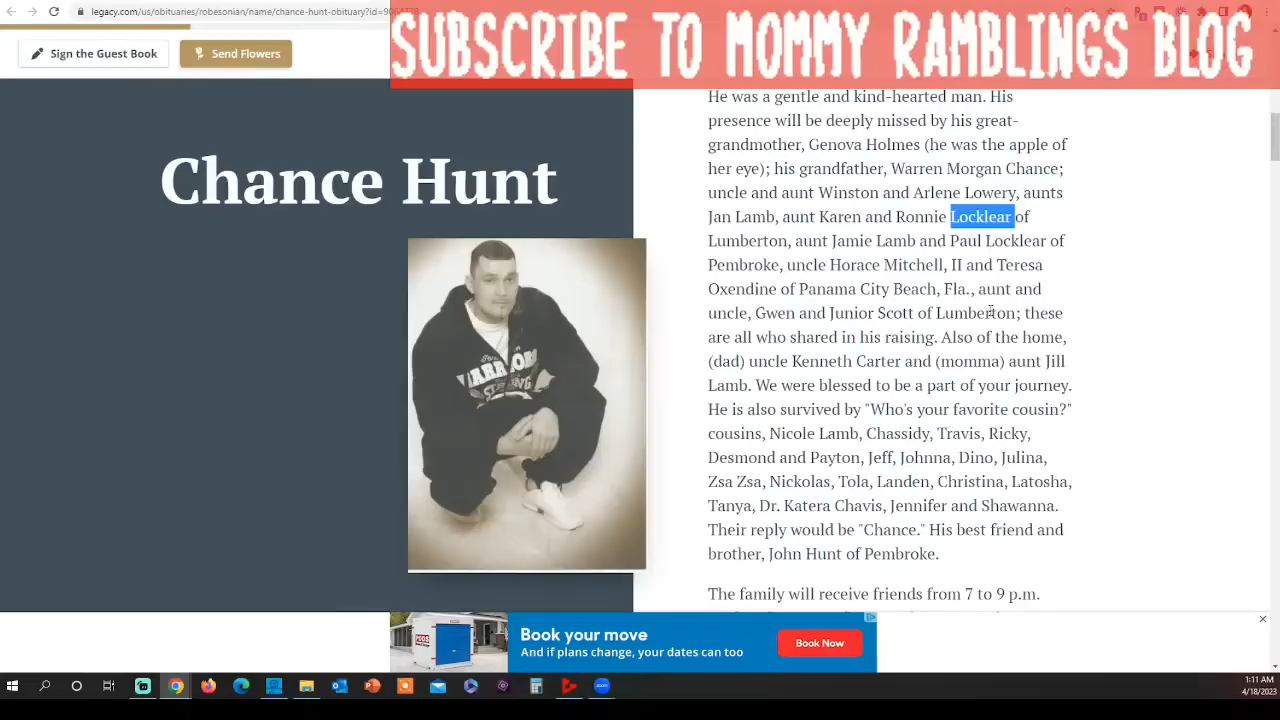 legacy.com/us/obituaries/robesonian/name/chance-hunt-obituary?id=
SUBSCRIBE TO MOMMY RAMBLINGS BLOG
Sign the Guest Book
Send Flowers
Chance Hunt
He was a gentle and kind-hearted man. His
presence will be deeply missed by his great-
grandmother, Genova Holmes (he was the apple of
her eye); his grandfather, Warren Morgan Chance;
uncle and aunt Winston and Arlene Lowery, aunts
Jan Lamb, aunt Karen and Ronnie Locklear of
Lumberton, aunt Jamie Lamb and Paul Locklear of
Pembroke, uncle Horace Mitchell, II and Teresa
Oxendine of Panama City Beach, Fla., aunt and
uncle, Gwen and Junior Scott of Lumberton; these
are all who shared in his raising. Also of the home,
(dad) uncle Kenneth Carter and (momma) aunt Jill
Lamb. We were blessed to be a part of your journey.
He is also survived by "Who's your favorite cousin?"
cousins, Nicole Lamb, Chassidy, Travis, Ricky,
Desmond and Payton, Jeff, Johnna, Dino, Julina,
Zsa Zsa, Nickolas, Tola, Landen, Christina, Latosha,
Tanya, Dr. Katera Chavis, Jennifer and Shawanna.
Their reply would be "Chance." His best friend and
brother, John Hunt of Pembroke.
The family will receive friends from 7 to 9 p.m.
WARRIORS
STRONG
PODS
Book your move
And if plans change, your dates can too
Book Now
zoom
1:11 AM
4/18/2023